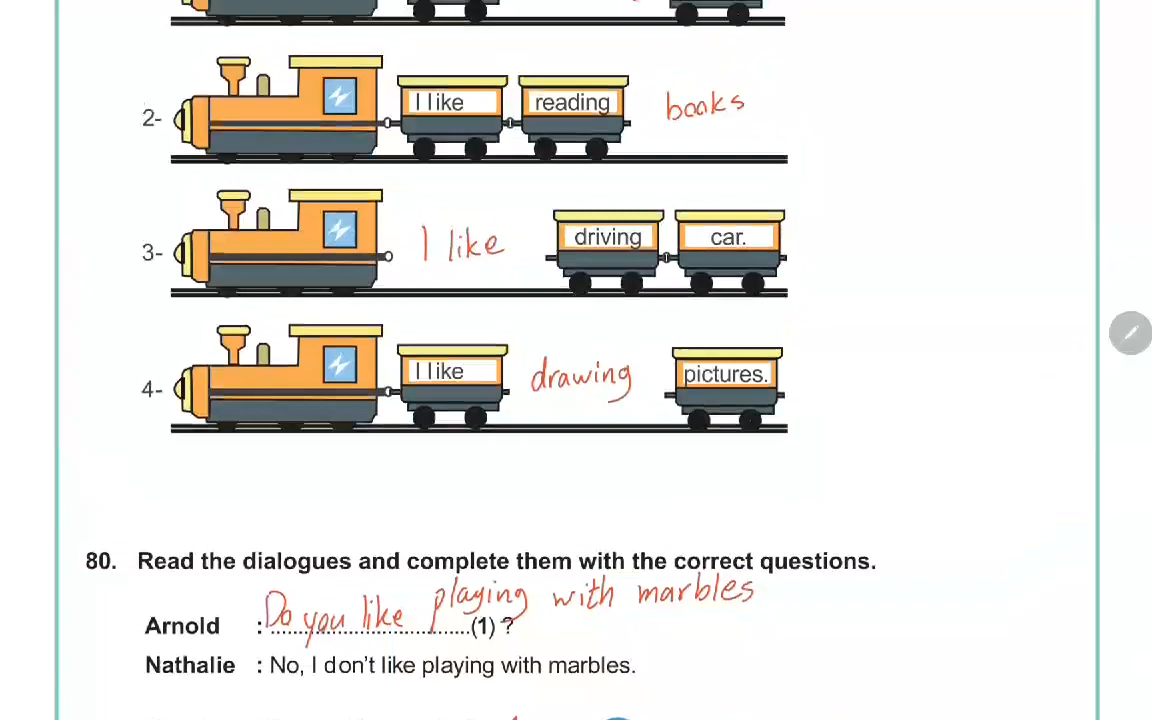 2- I like reading books
3- I like driving car.
4- I like drawing pictures.
80. Read the dialogues and complete them with the correct questions.
Do you like playing with marbles
Arnold : ....................................(1) ?
Nathalie : No, I don't like playing with marbles.